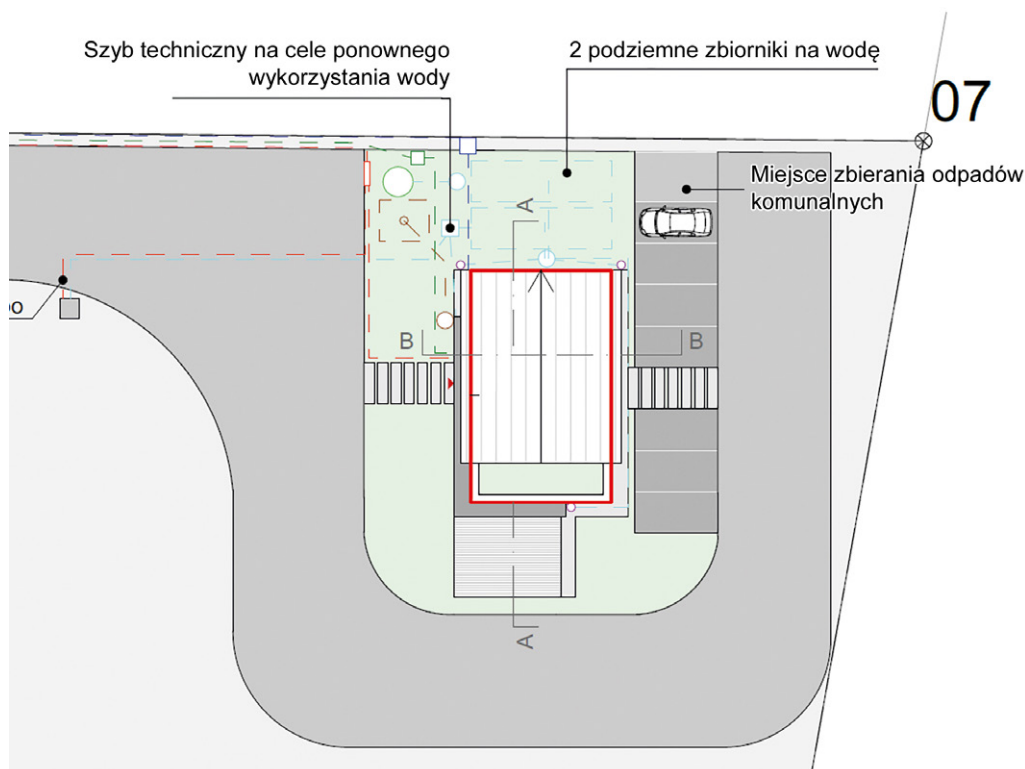 Szyb techniczny na cele ponownego
wykorzystania wody
2 podziemne zbiorniki na wodę
07
Miejsce zbierania odpadów
komunalnych
A
B
B
A